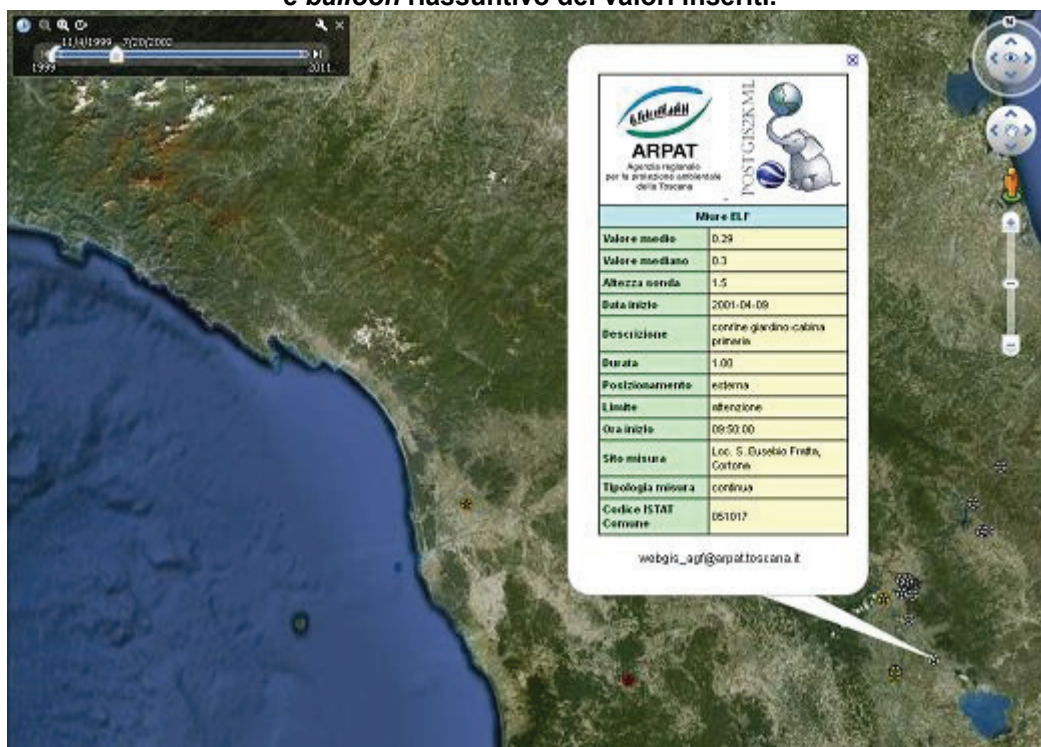 e balloon riassuntivo dei valori inseriti.
11/4/1999 - 7/20/2002
1999
2011
N
ARPAT
Agenzia regionale
per la protezione ambientale
della Toscana
POSTGIS2KML
Misure ELF
Valore medio 0.29
Valore mediano 0.3
Altezza sonda 1.5
Data inizio 2001-04-09
Descrizione confine giardino-cabina
primaria
Durata 1.00
Posizionamento esterna
Limite attenzione
Ora inizio 09:50:00
Sito misura Loc. S. Eusebio Fratta,
Cortona
Tipologia misura continua
Codice ISTAT
Comune 051017
webgis_agf@arpat.toscana.it